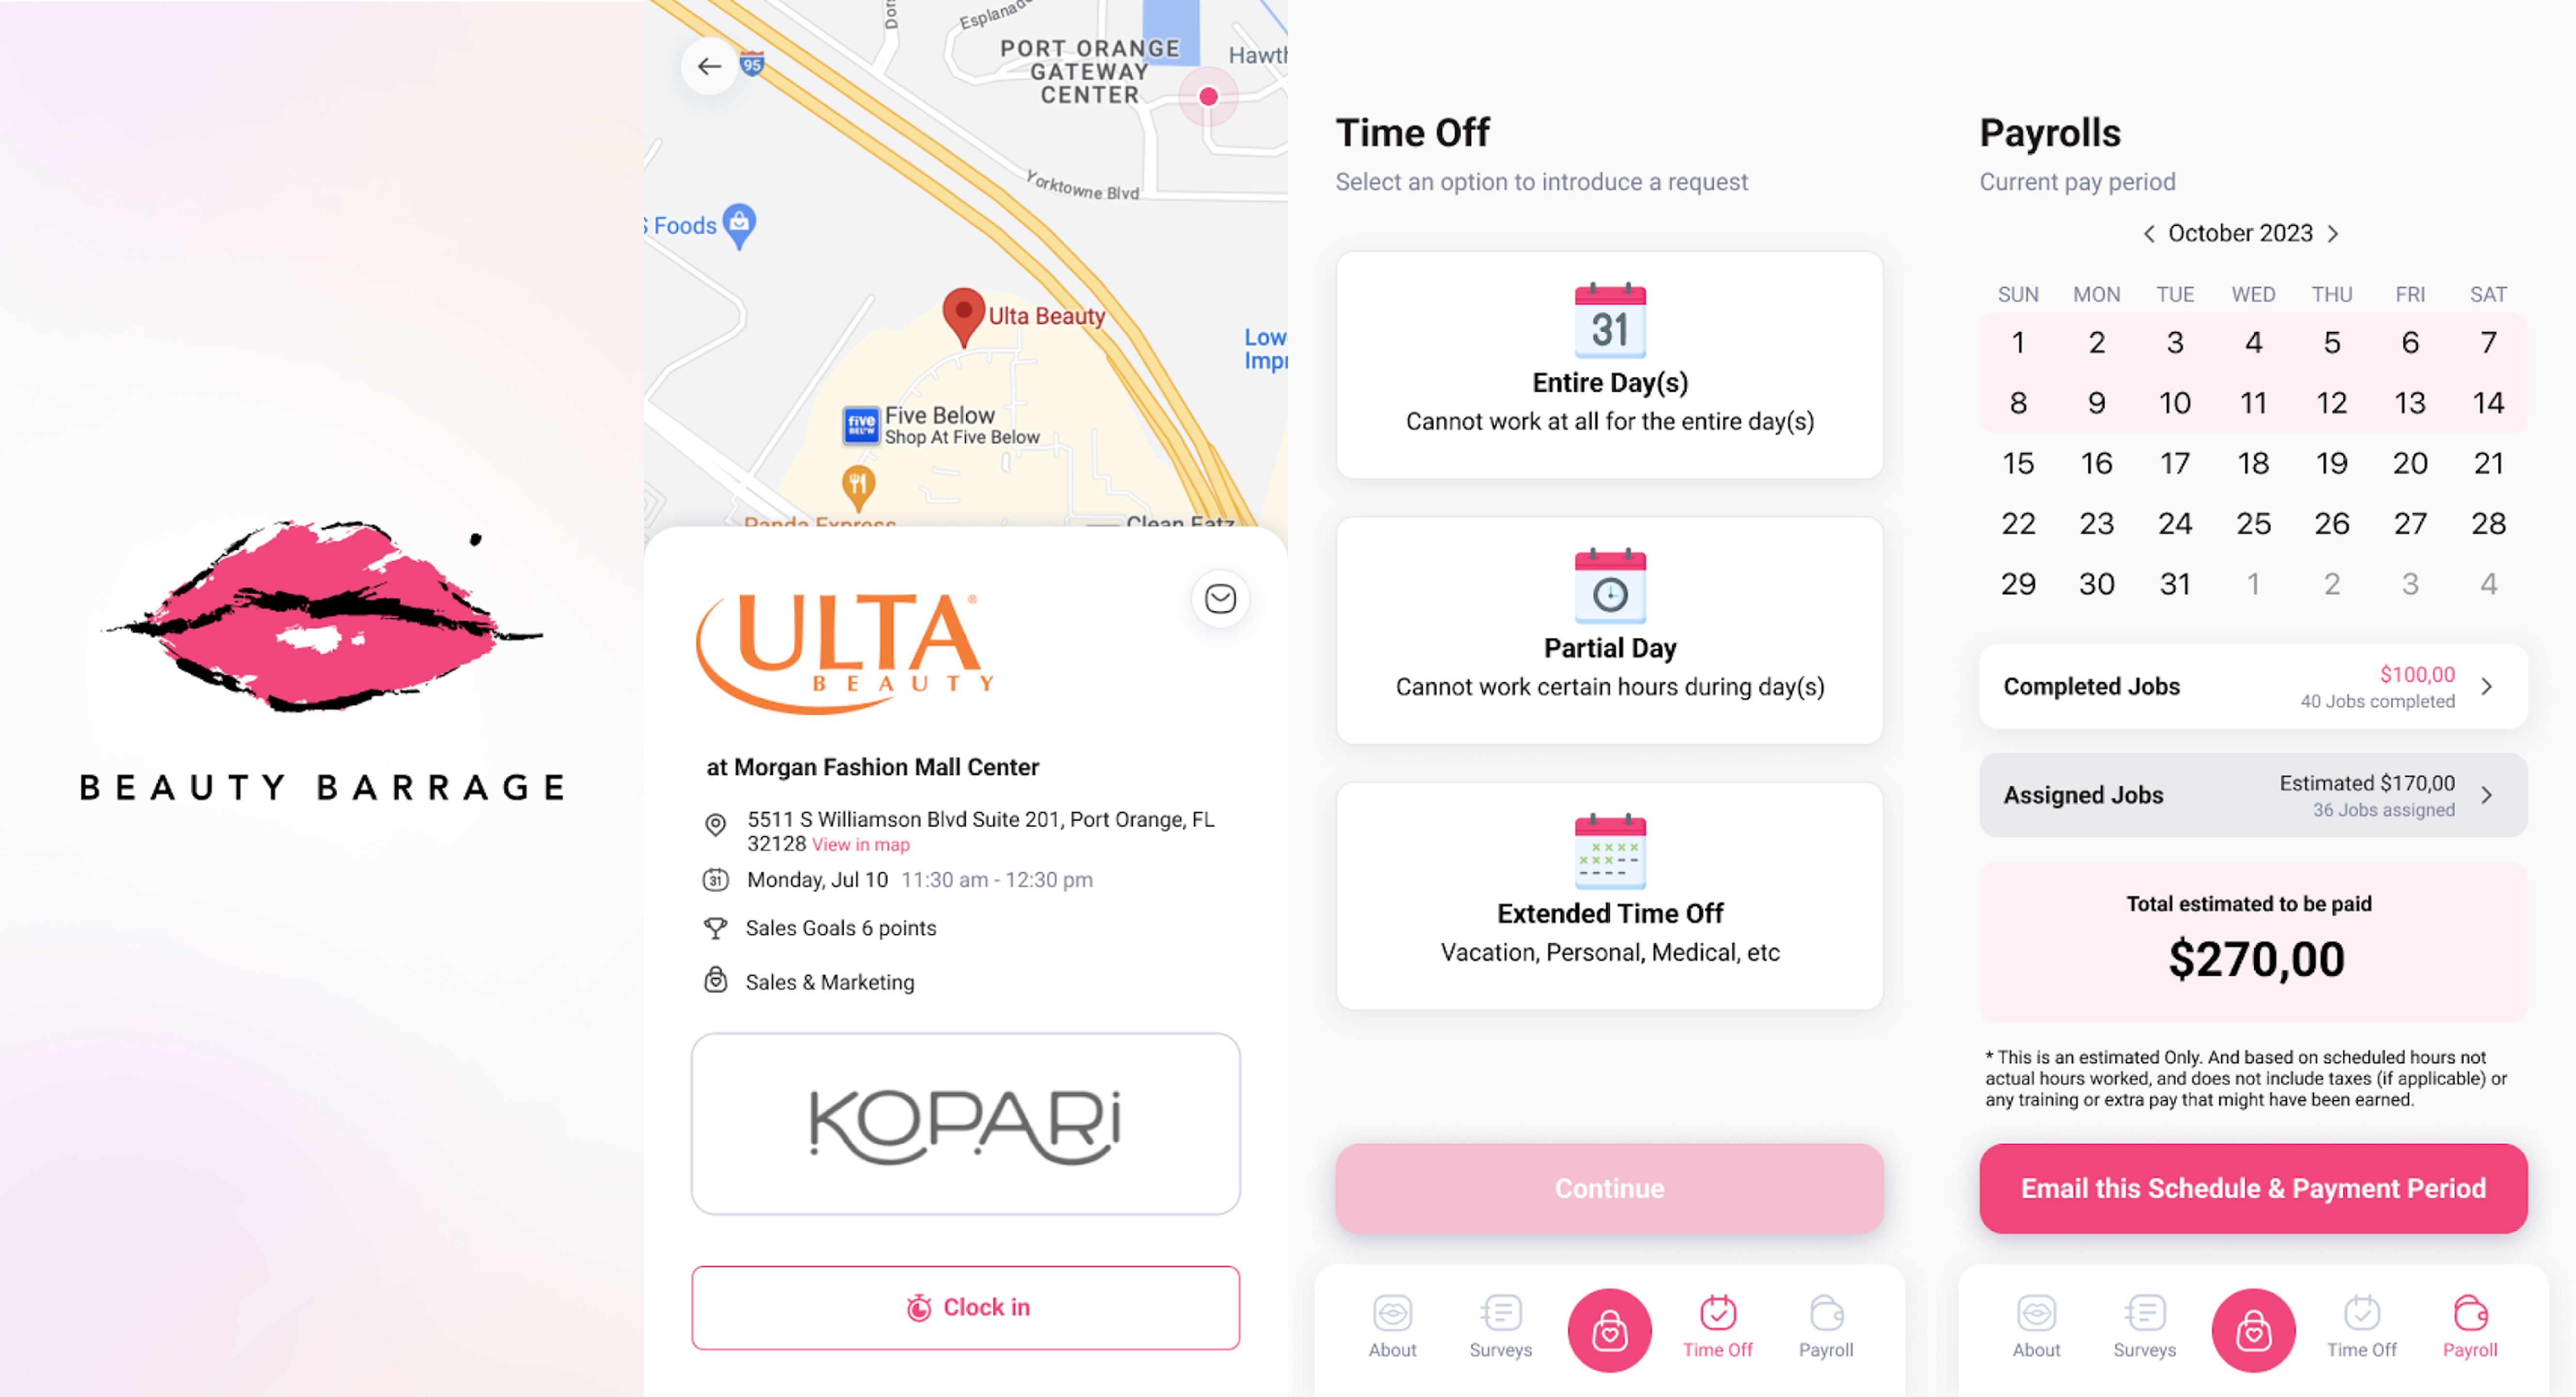 BEAUTY BARRAGE
95
Esplanade
PORT ORANGE
GATEWAY
CENTER
Yorktowne Blvd
Foods
Ulta Beauty
five
BEL'W
Five Below
Shop At Five Below
Panda Express
Clean Eatz
ULTA®
BEAUTY
at Morgan Fashion Mall Center
5511 S Williamson Blvd Suite 201, Port Orange, FL
32128 View in map
31
Monday, Jul 10 11:30 am - 12:30 pm
Sales Goals 6 points
Sales & Marketing
KOPARi
Clock in
Time Off
Select an option to introduce a request
31
Entire Day(s)
Cannot work at all for the entire day(s)
Partial Day
Cannot work certain hours during day(s)
Extended Time Off
Vacation, Personal, Medical, etc
Continue
About Surveys Time Off Payroll
Payrolls
Current pay period
October 2023
SUN MON TUE WED THU FRI SAT
1 2 3 4 5 6 7
8 9 10 11 12 13 14
15 16 17 18 19 20 21
22 23 24 25 26 27 28
29 30 31 1 2 3 4
Completed Jobs
$100,00
40 Jobs completed
Assigned Jobs
Estimated $170,00
36 Jobs assigned
Total estimated to be paid
$270,00
* This is an estimated Only. And based on scheduled hours not
actual hours worked, and does not include taxes (if applicable) or
any training or extra pay that might have been earned.
Email this Schedule & Payment Period
About Surveys Time Off Payroll